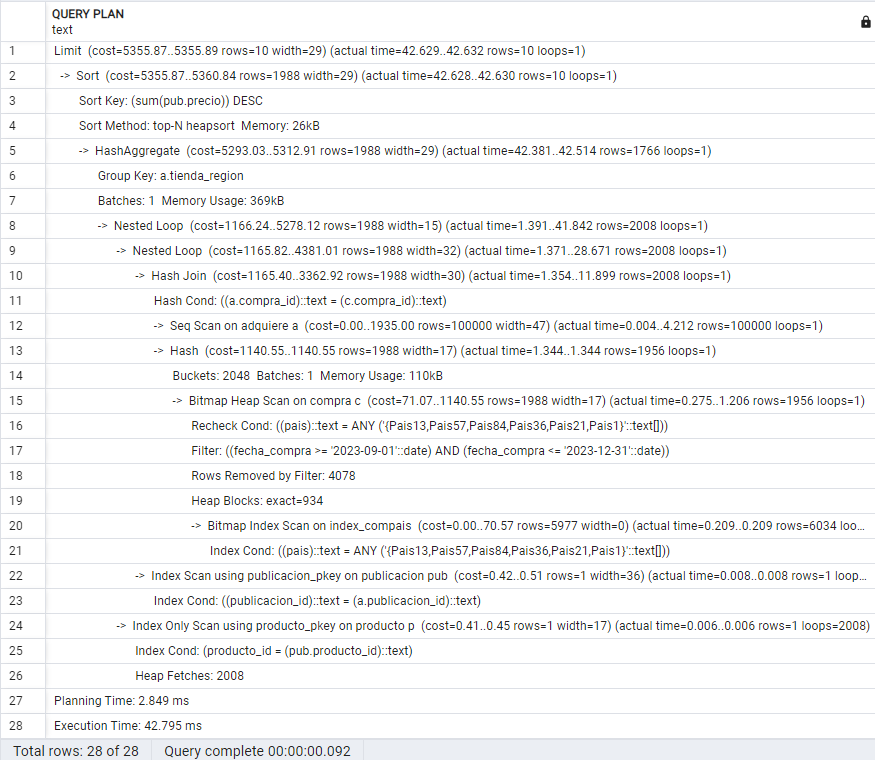 QUERY PLAN
text
1 Limit (cost=5355.87..5355.89 rows=10 width=29) (actual time=42.629..42.632 rows=10 loops=1)
2 -> Sort (cost=5355.87..5360.84 rows=1988 width=29) (actual time=42.628..42.630 rows=10 loops=1)
3 Sort Key: (sum(pub.precio)) DESC
4 Sort Method: top-N heapsort Memory: 26kB
5 -> HashAggregate (cost=5293.03..5312.91 rows=1988 width=29) (actual time=42.381..42.514 rows=1766 loops=1)
6 Group Key: a.tienda_region
7 Batches: 1 Memory Usage: 369kB
8 -> Nested Loop (cost=1166.24..5278.12 rows=1988 width=15) (actual time=1.391..41.842 rows=2008 loops=1)
9 -> Nested Loop (cost=1165.82..4381.01 rows=1988 width=32) (actual time=1.371..28.671 rows=2008 loops=1)
10 -> Hash Join (cost=1165.40..3362.92 rows=1988 width=30) (actual time=1.354..11.899 rows=2008 loops=1)
11 Hash Cond: ((a.compra_id)::text = (c.compra_id)::text)
12 -> Seq Scan on adquiere a (cost=0.00..1935.00 rows=100000 width=47) (actual time=0.004..4.212 rows=100000 loops=1)
13 -> Hash (cost=1140.55..1140.55 rows=1988 width=17) (actual time=1.344..1.344 rows=1956 loops=1)
14 Buckets: 2048 Batches: 1 Memory Usage: 110kB
15 -> Bitmap Heap Scan on compra c (cost=71.07..1140.55 rows=1988 width=17) (actual time=0.275..1.206 rows=1956 loops=1)
16 Recheck Cond: ((pais)::text = ANY ('{Pais13,Pais57,Pais84,Pais36,Pais21,Pais1}'::text[]))
17 Filter: ((fecha_compra >= '2023-09-01'::date) AND (fecha_compra <= '2023-12-31'::date))
18 Rows Removed by Filter: 4078
19 Heap Blocks: exact=934
20 -> Bitmap Index Scan on index_compais (cost=0.00..70.57 rows=5977 width=0) (actual time=0.209..0.209 rows=6034 loo...
21 Index Cond: ((pais)::text = ANY ('{Pais13,Pais57,Pais84,Pais36,Pais21,Pais1}'::text[]))
22 -> Index Scan using publicacion_pkey on publicacion pub (cost=0.42..0.51 rows=1 width=36) (actual time=0.008..0.008 rows=1 loop...
23 Index Cond: ((publicacion_id)::text = (a.publicacion_id)::text)
24 -> Index Only Scan using producto_pkey on producto p (cost=0.41..0.45 rows=1 width=17) (actual time=0.006..0.006 rows=1 loops=2008)
25 Index Cond: (producto_id = (pub.producto_id)::text)
26 Heap Fetches: 2008
27 Planning Time: 2.849 ms
28 Execution Time: 42.795 ms
Total rows: 28 of 28 Query complete 00:00:00.092